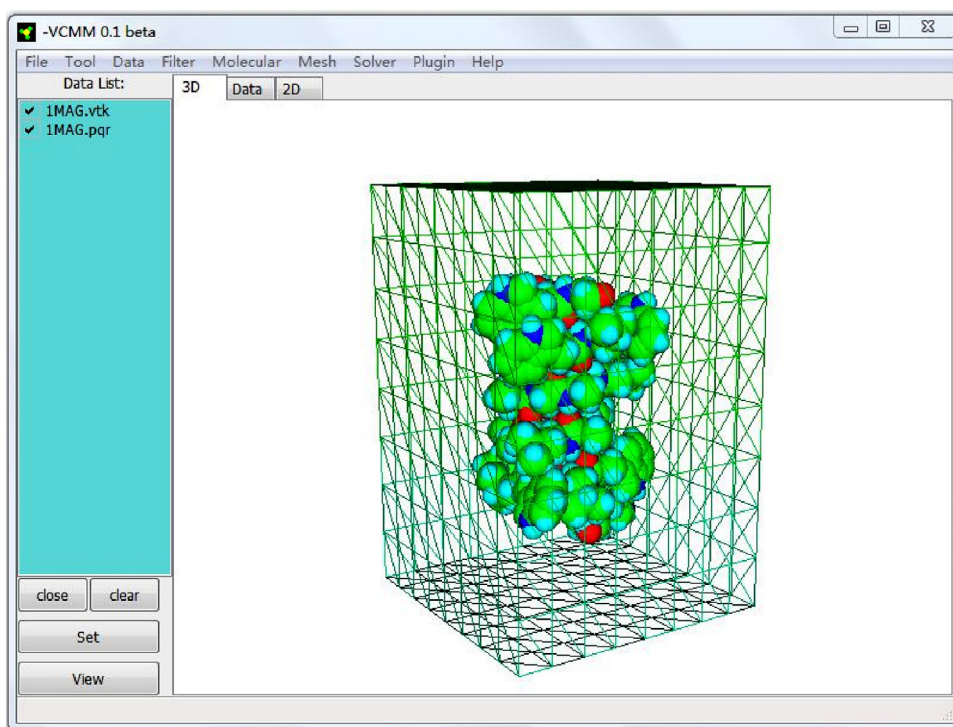 -VCMM 0.1 beta
File Tool Data Filter Molecular Mesh Solver Plugin Help
Data List:
3D Data 2D
1MAG.vtk
1MAG.pqr
close clear
Set
View